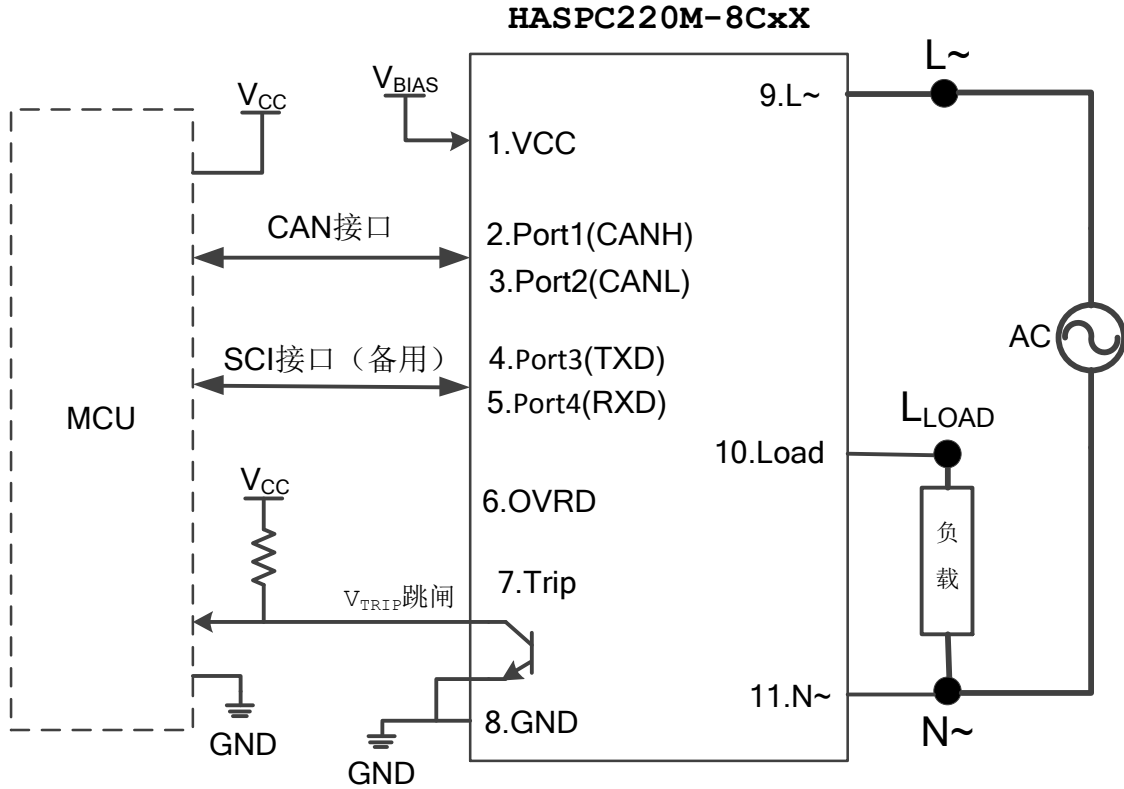 HASPC220M-8CxX
L~
VBIAS
VCC
9.L~
1.VCC
CAN接口
2.Port1(CANH)
3.Port2(CANL)
AC
SCI接口（备用）
4.Port3(TXD)
5.Port4(RXD)
MCU
LLOAD
10.Load
VCC
6.OVRD
负
载
7.Trip
VTRIP跳闸
11.N~
8.GND
N~
GND
GND